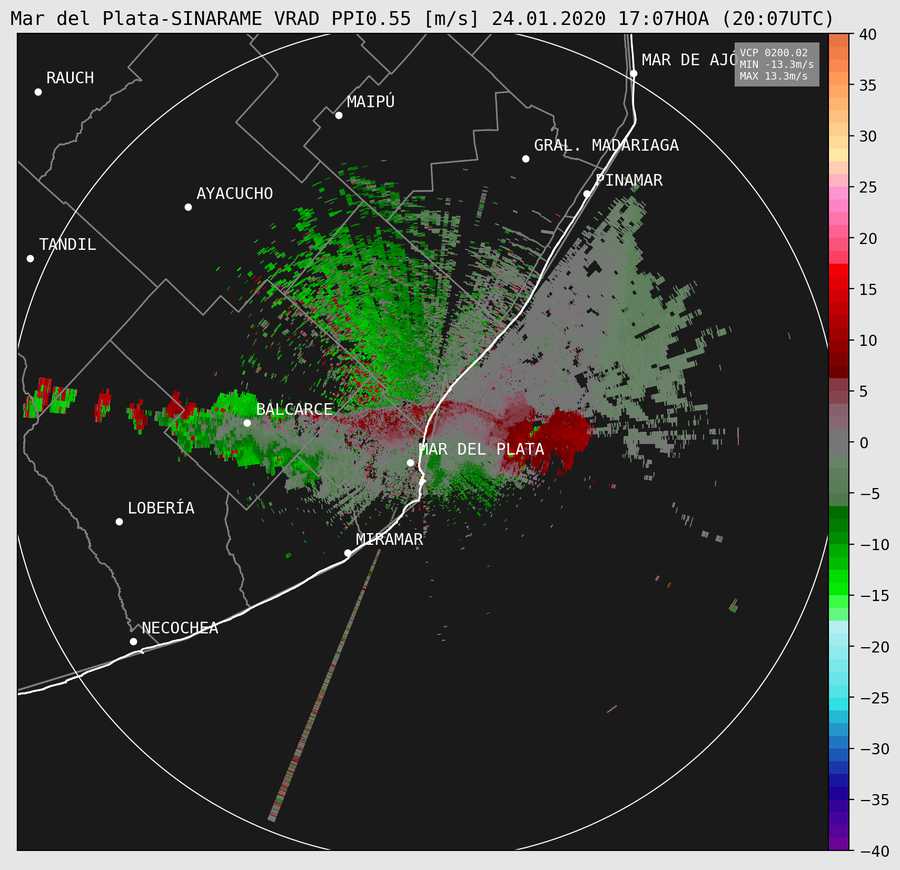 Mar del Plata-SINARAME VRAD PPI0.55 [m/s] 24.01.2020 17:07HOA (20:07UTC)
VCP 0200.02
MIN -13.3m/s
MAX 13.3m/s
MAR DE AJÓ
RAUCH
MAIPÚ
GRAL. MADARIAGA
PINAMAR
AYACUCHO
TANDIL
BALCARCE
MAR DEL PLATA
LOBERÍA
MIRAMAR
NECOCHEA
40
35
30
25
20
15
10
5
0
−5
−10
−15
−20
−25
−30
−35
−40